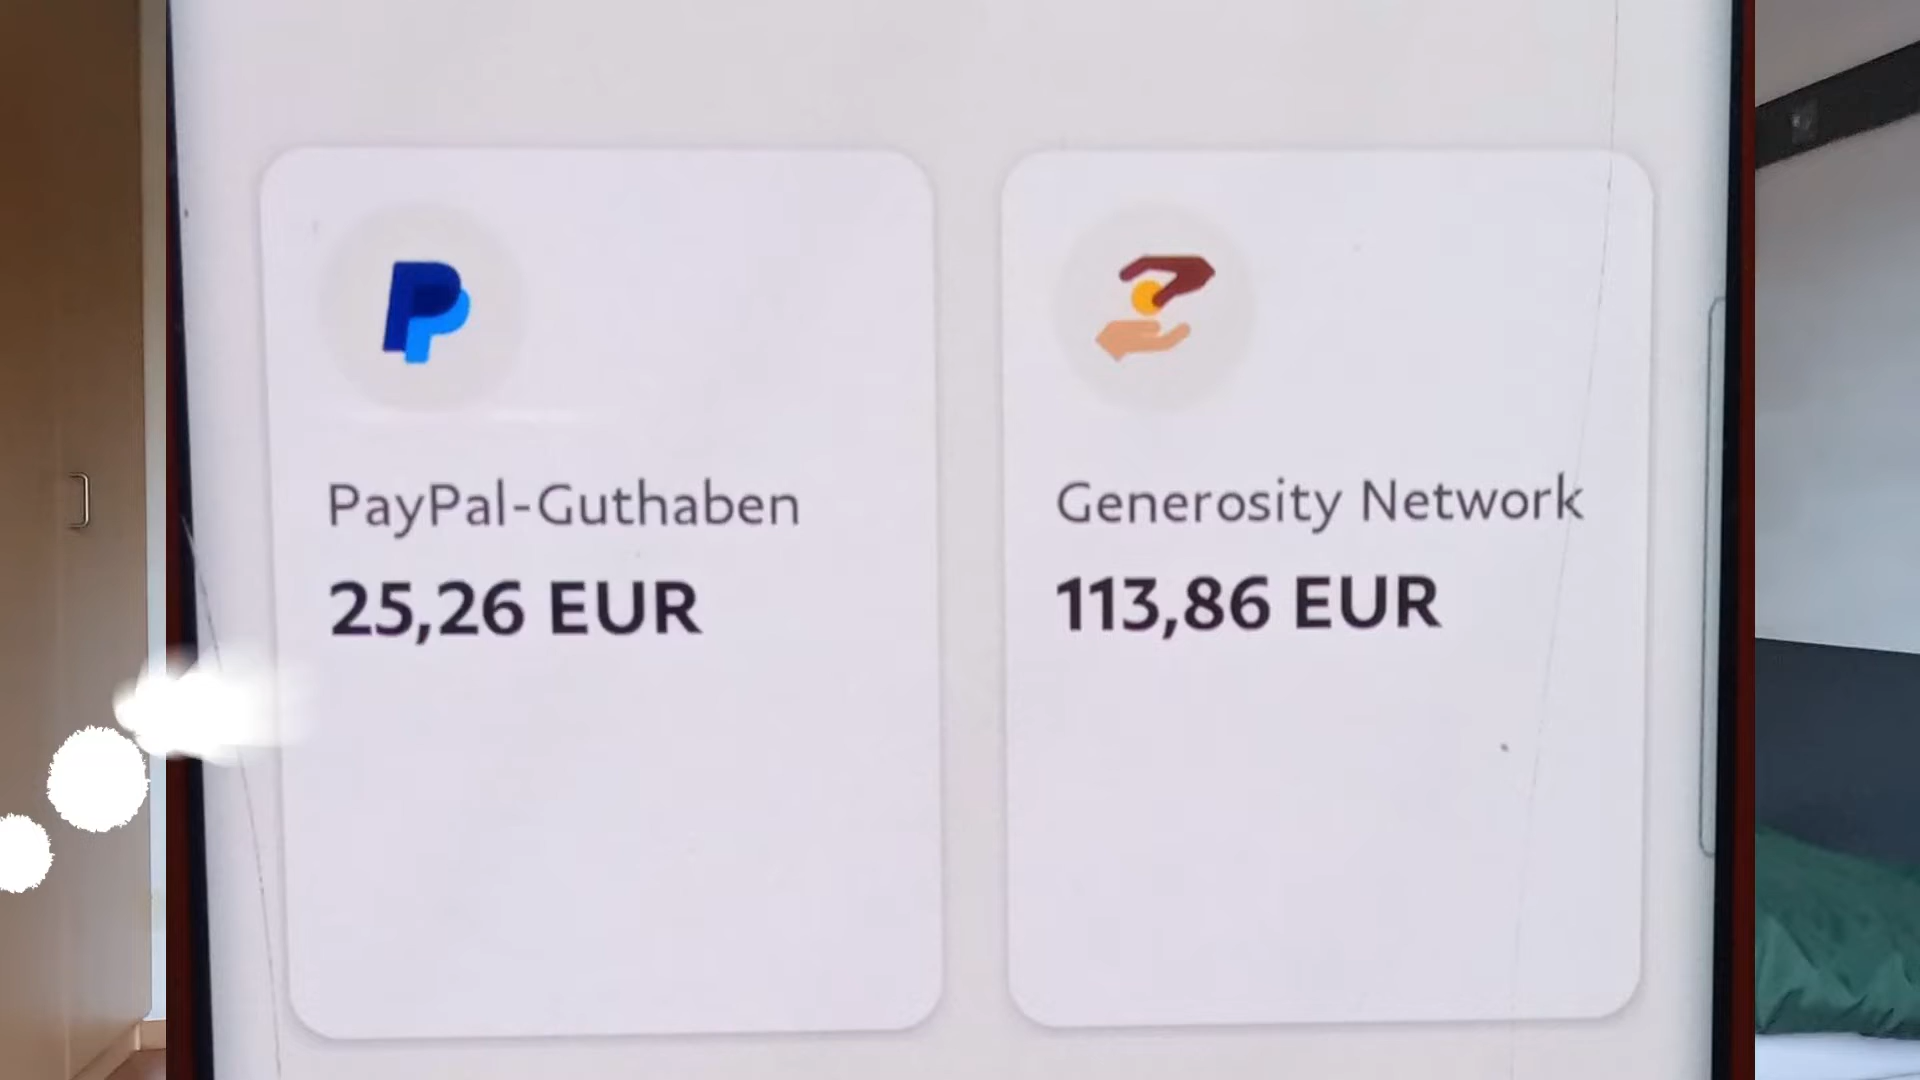 PayPal-Guthaben
25,26 EUR
Generosity Network
113,86 EUR